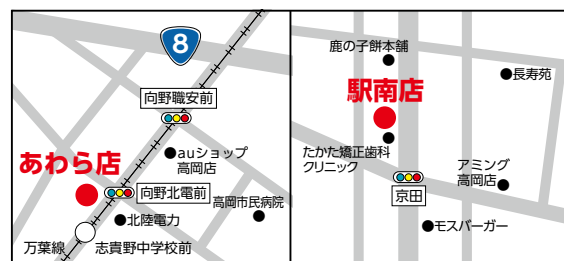 8
向野職安前
auショップ
高岡店
あわら店
向野北電前
高岡市民病院
北陸電力
万葉線
志貴野中学校前
鹿の子餅本舗
長寿苑
駅南店
たかた矯正歯科
クリニック
アミング
高岡店
京田
モスバーガー